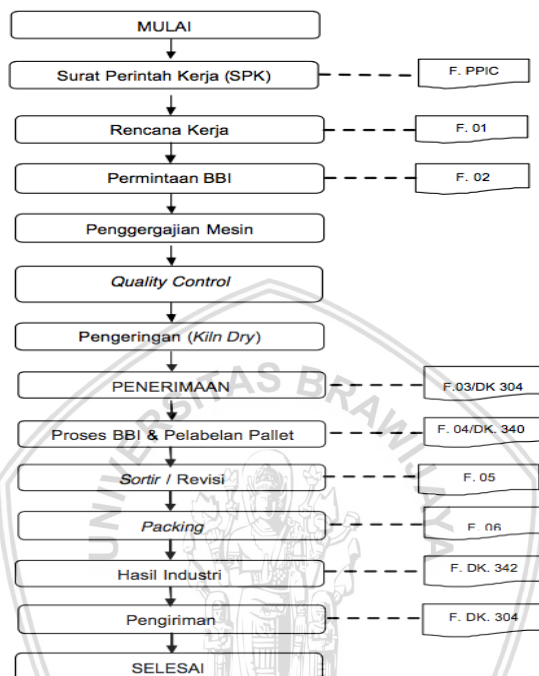 MULAI
Surat Perintah Kerja (SPK)
F. PPIC
Rencana Kerja
F. 01
Permintaan BBI
F. 02
Penggergajian Mesin
Quality Control
Pengeringan (Kiln Dry)
PENERIMAAN
F.03/DK 304
Proses BBI & Pelabelan Pallet
F. 04/DK. 340
Sortir / Revisi
F. 05
Packing
F. 06
Hasil Industri
F. DK. 342
Pengiriman
F. DK. 304
SELESAI
UNIVERSITAS BRAWIJAYA